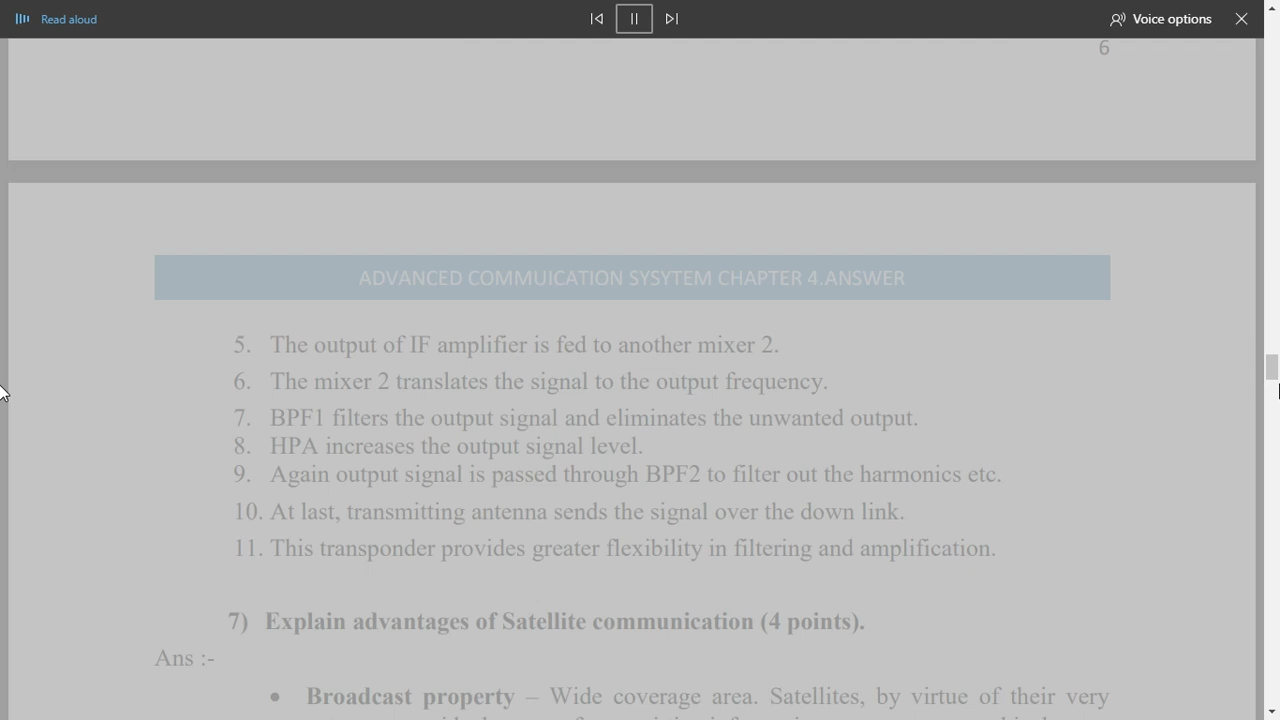 Read aloud
Voice options
6
ADVANCED COMMUICATION SYSYTEM CHAPTER 4.ANSWER
5. The output of IF amplifier is fed to another mixer 2.
6. The mixer 2 translates the signal to the output frequency.
7. BPF1 filters the output signal and eliminates the unwanted output.
8. HPA increases the output signal level.
9. Again output signal is passed through BPF2 to filter out the harmonics etc.
10. At last, transmitting antenna sends the signal over the down link.
11. This transponder provides greater flexibility in filtering and amplification.
7) Explain advantages of Satellite communication (4 points).
Ans :-
• Broadcast property – Wide coverage area. Satellites, by virtue of their very